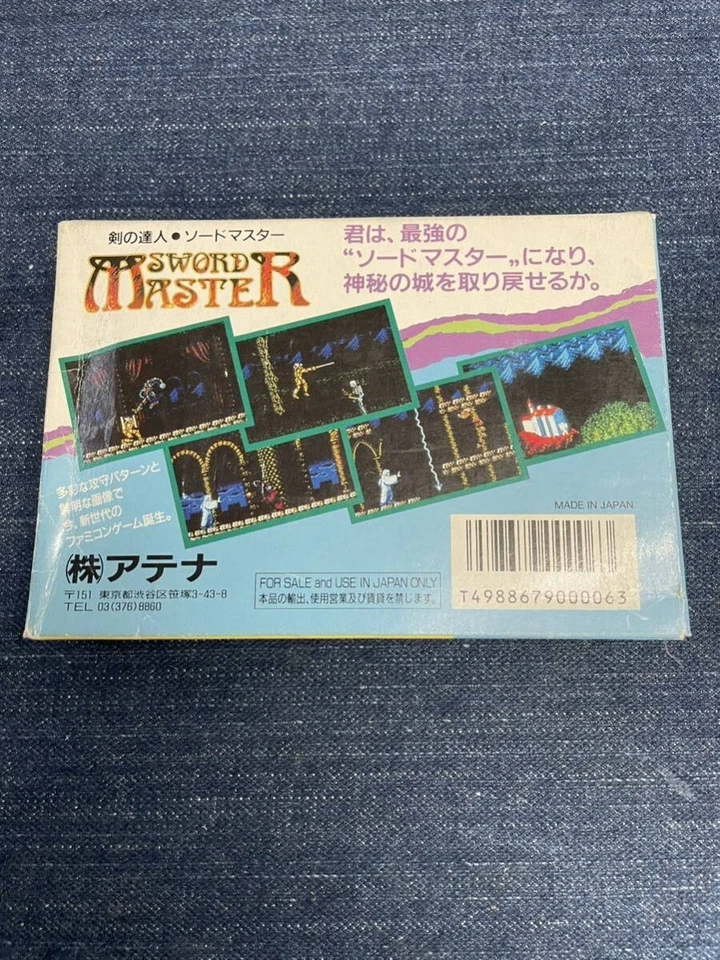 剣の達人●ソードマスター
SWORD
MASTER
君は、最強の
“ソードマスター„になり、
神秘の城を取り戻せるか。
多彩な攻守パターンと
鮮明な画像で
今、新世代の
ファミコンゲーム誕生。
㈱アテナ
〒151 東京都渋谷区笹塚3-43-8
TEL 03(376)8860
FOR SALE and USE IN JAPAN ONLY
本品の輸出、使用営業及び賃貸を禁じます。
MADE IN JAPAN
T4988679000063